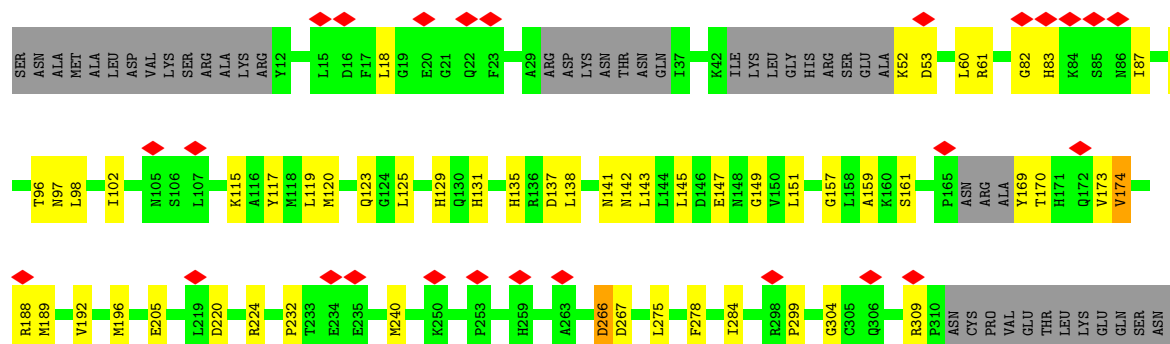 SER ASN ALA MET ALA LEU ASP VAL LYS SER ARG ALA LYS ARG Y12 L15 D16 F17 L18 G19 E20 G21 Q22 F23 A29 ARG ASP LYS ASN THR ASN GLN I37 K42 ILE LYS LEU GLY HIS ARG SER GLU ALA K52 D53 L60 R61 G82 H83 K84 S85 N86 I87
T96 N97 L98 I102 N105 S106 L107 K115 A116 Y117 M118 L119 M120 Q123 G124 L125 H129 Q130 H131 H135 R136 D137 L138 N141 N142 L143 L144 L145 D146 E147 N148 G149 V150 L151 G157 L158 A159 K160 S161 P165 ASN ARG ALA Y169 T170 H171 Q172 V173 V174
R188 M189 V192 M196 E205 L219 D220 R224 P232 T233 E234 E235 M240 K250 P253 H259 A263 D266 D267 L275 F278 I284 R298 P299 G304 C305 Q306 R309 P310 ASN CYS PRO VAL GLU THR LEU LYS GLU GLN SER ASN